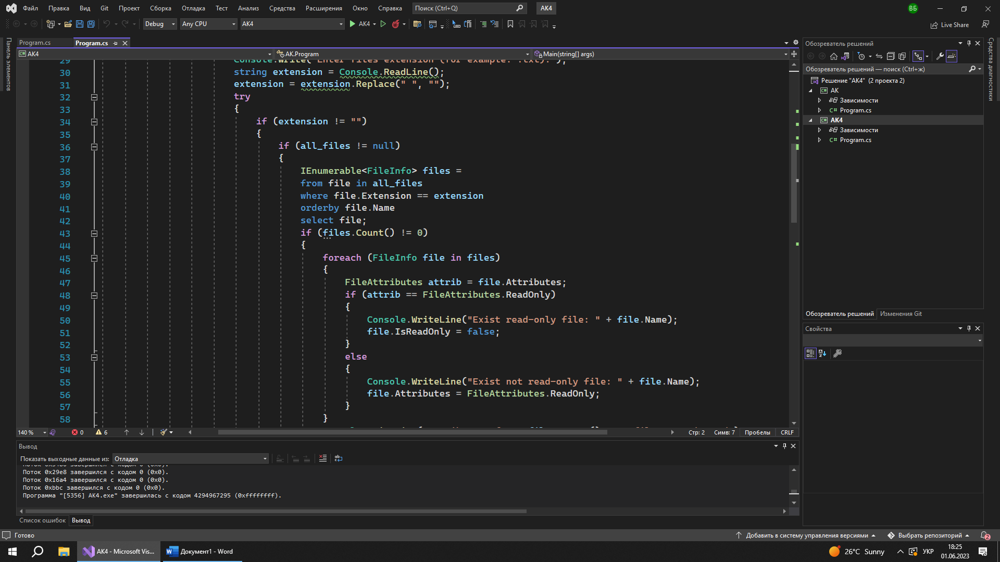 Файл Правка Вид Git Проект Сборка Отладка Тест Анализ Средства Расширения Окно Справка Поиск (Ctrl+Q) AK4 ВБ
Debug Any CPU AK4 AK4 Live Share
Панель элементов
Program.cs Program.cs
AK4 AK.Program Main(string[] args)
29 Console.Write("Enter files extension (for example: .txt):");
30 string extension = Console.ReadLine();
31 extension = extension.Replace(" ", "");
32 try
33 {
34 if (extension != "")
35 {
36 if (all_files != null)
37 {
38 IEnumerable<FileInfo> files =
39 from file in all_files
40 where file.Extension == extension
41 orderby file.Name
42 select file;
43 if (files.Count() != 0)
44 {
45 foreach (FileInfo file in files)
46 {
47 FileAttributes attrib = file.Attributes;
48 if (attrib == FileAttributes.ReadOnly)
49 {
50 Console.WriteLine("Exist read-only file: " + file.Name);
51 file.IsReadOnly = false;
52 }
53 else
54 {
55 Console.WriteLine("Exist not read-only file: " + file.Name);
56 file.Attributes = FileAttributes.ReadOnly;
57 }
58 }
140 % 0 6 Стр: 2 Симв: 7 Пробелы CRLF
Вывод
Показать выходные данные из: Отладка
Поток 0x29e8 завершился с кодом 0 (0x0).
Поток 0x16a4 завершился с кодом 0 (0x0).
Поток 0xbbc завершился с кодом 0 (0x0).
Программа "[5356] AK4.exe" завершилась с кодом 4294967295 (0xffffffff).
Список ошибок Вывод
Обозреватель решений
Обозреватель решений — поиск (Ctrl+ж)
Решение "AK4" (2 проекта 2)
AK
Зависимости
C# Program.cs
AK4
Зависимости
C# Program.cs
Обозреватель решений Изменения Git
Свойства
Средства диагностики
Готово Добавить в систему управления версиями Выбрать репозиторий 2
AK4 - Microsoft Vis... Документ1 - Word 26°C Sunny УКР 18:25
01.06.2023